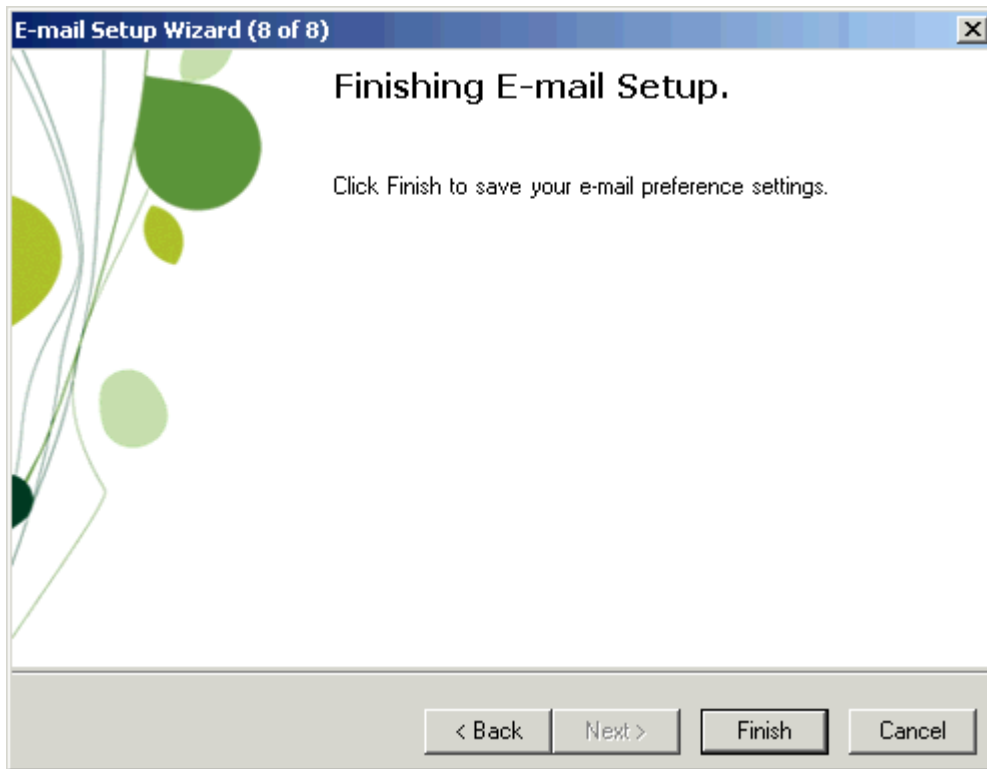 E-mail Setup Wizard (8 of 8)
Finishing E-mail Setup.
Click Finish to save your e-mail preference settings.
< Back
Next >
Finish
Cancel